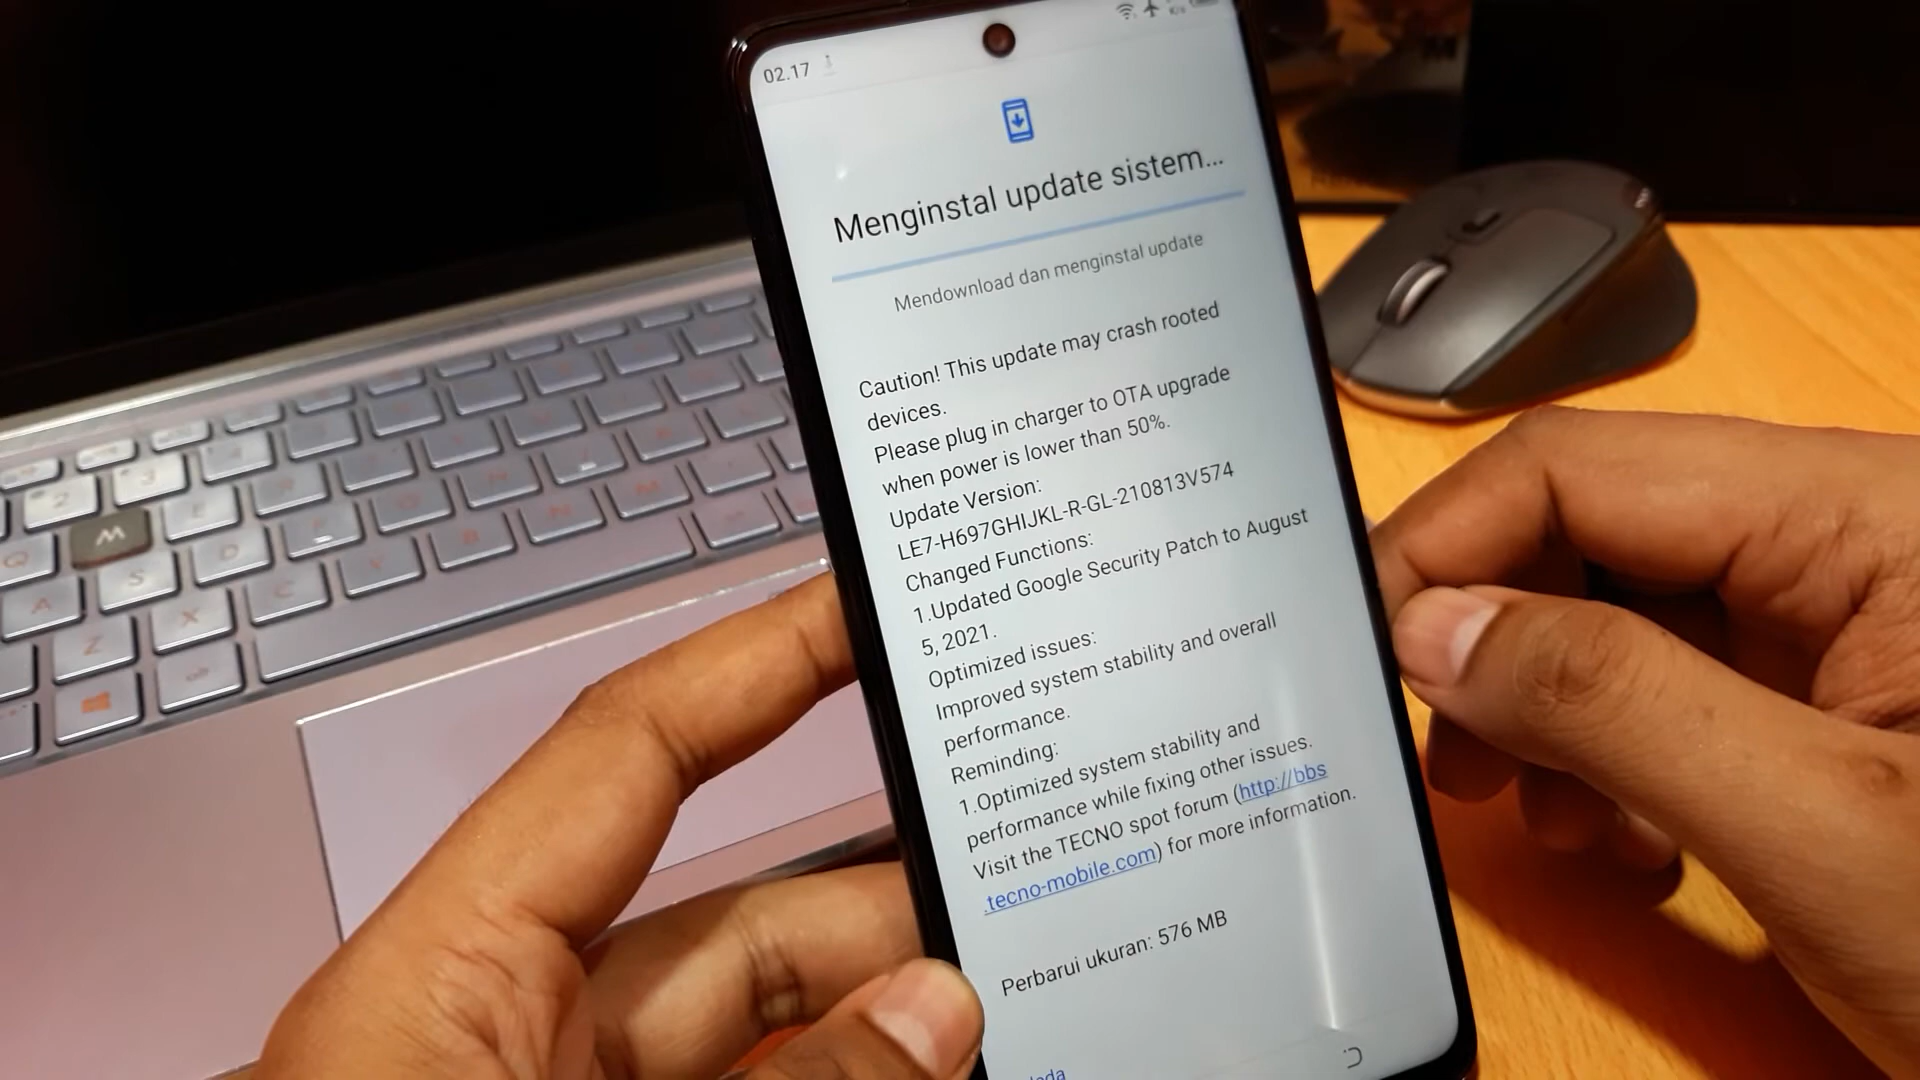 02.17
Menginstal update sistem...
Mendownload dan menginstal update
Caution! This update may crash rooted
devices.
Please plug in charger to OTA upgrade
when power is lower than 50%.
Update Version:
LE7-H697GHIJKL-R-GL-210813V574
Changed Functions:
1.Updated Google Security Patch to August
5, 2021.
Optimized issues:
Improved system stability and overall
performance.
Reminding:
1.Optimized system stability and
performance while fixing other issues.
Visit the TECNO spot forum (http://bbs
.tecno-mobile.com) for more information.
Perbarui ukuran: 576 MB
2
3
Q
W
E
A
S
D
Z
X
C